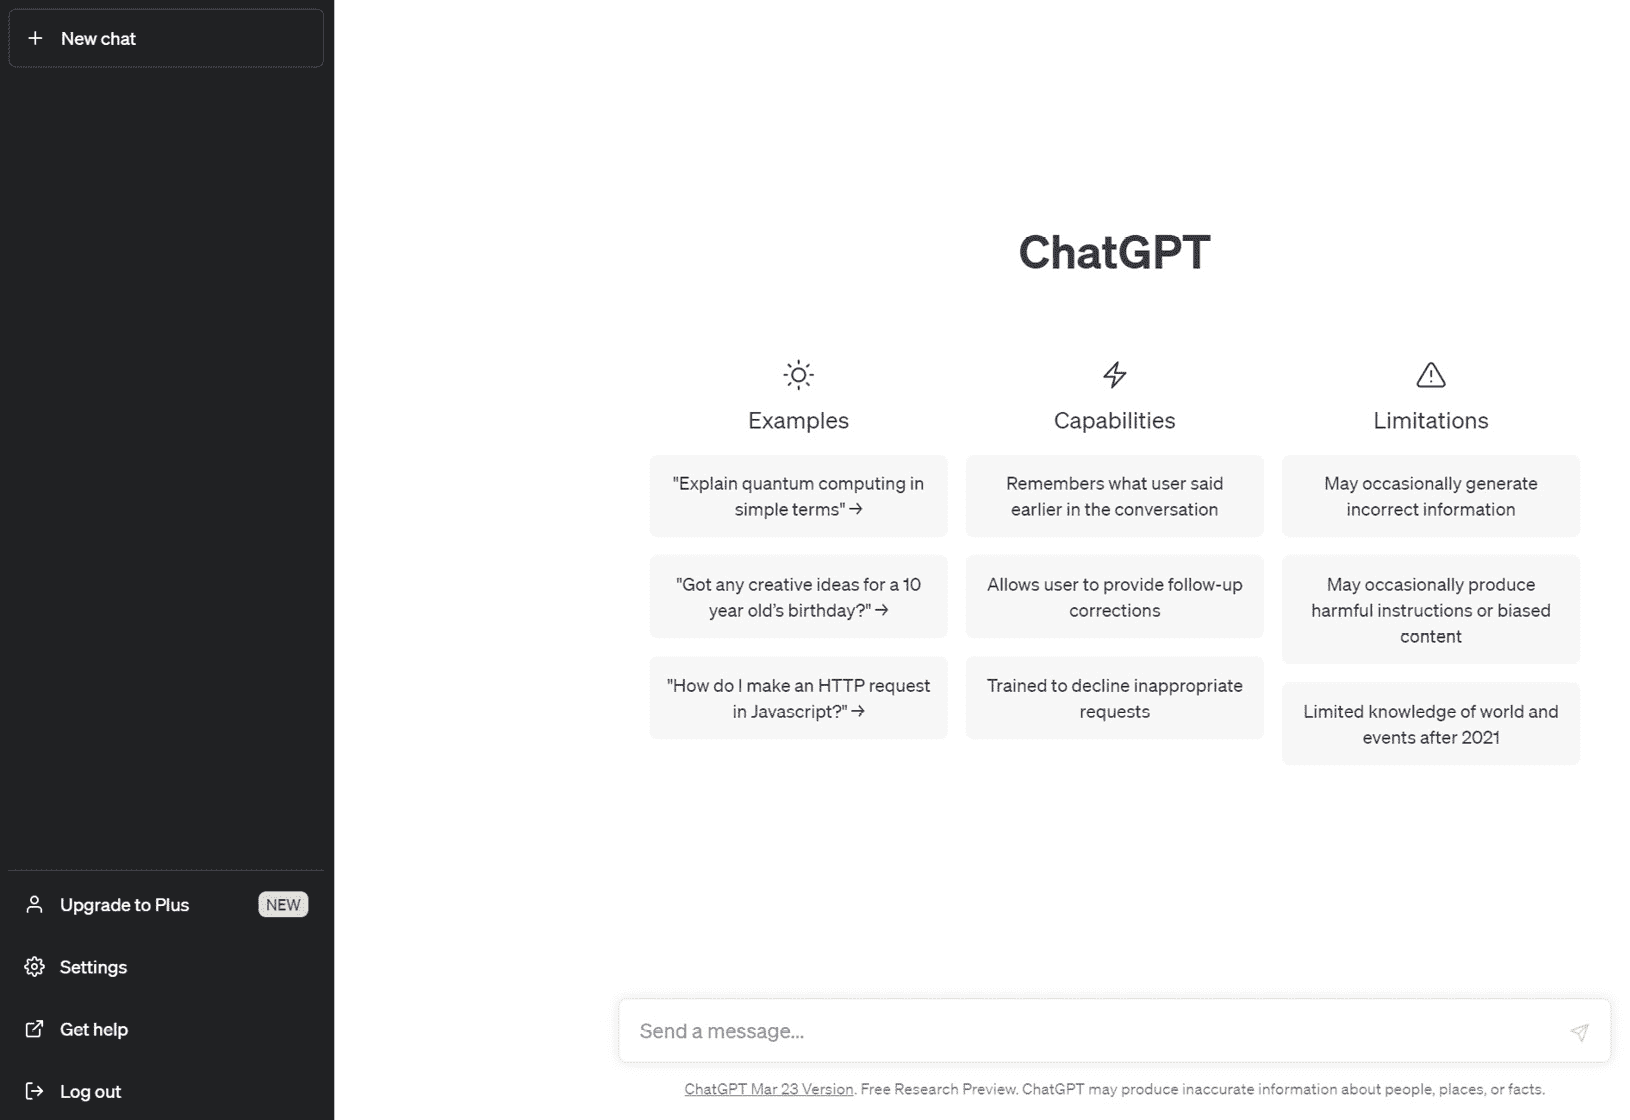 New chat
ChatGPT
Examples
"Explain quantum computing in
simple terms" →
"Got any creative ideas for a 10
year old’s birthday?" →
"How do I make an HTTP request
in Javascript?" →
Capabilities
Remembers what user said
earlier in the conversation
Allows user to provide follow-up
corrections
Trained to decline inappropriate
requests
Limitations
May occasionally generate
incorrect information
May occasionally produce
harmful instructions or biased
content
Limited knowledge of world and
events after 2021
Upgrade to Plus NEW
Settings
Get help
Log out
Send a message...
ChatGPT Mar 23 Version. Free Research Preview. ChatGPT may produce inaccurate information about people, places, or facts.